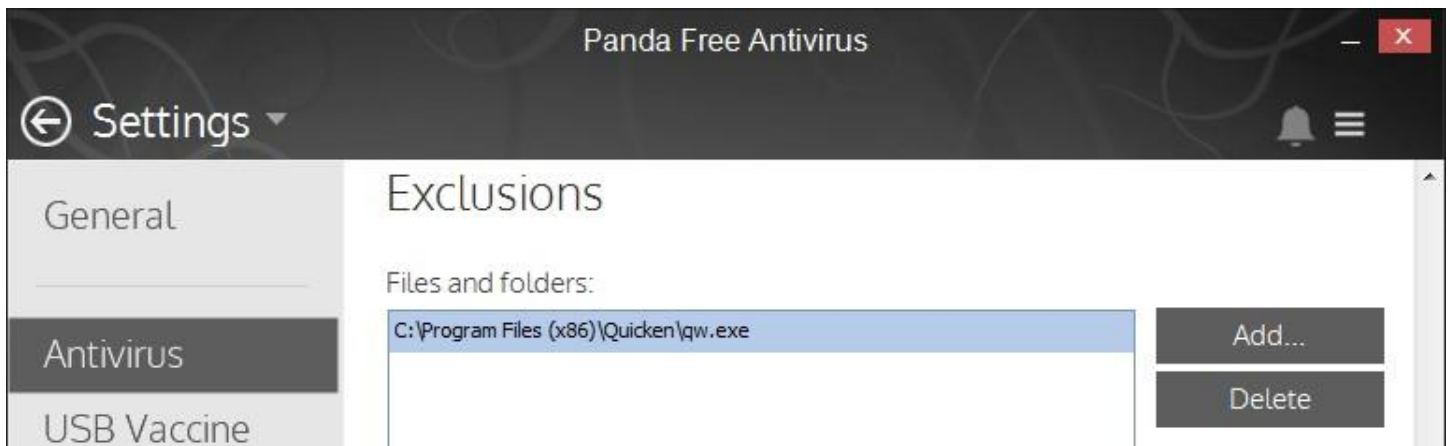 Panda Free Antivirus
Settings
General
Antivirus
USB Vaccine
Exclusions
Files and folders:
C:\Program Files (x86)\Quicken\qw.exe
Add...
Delete